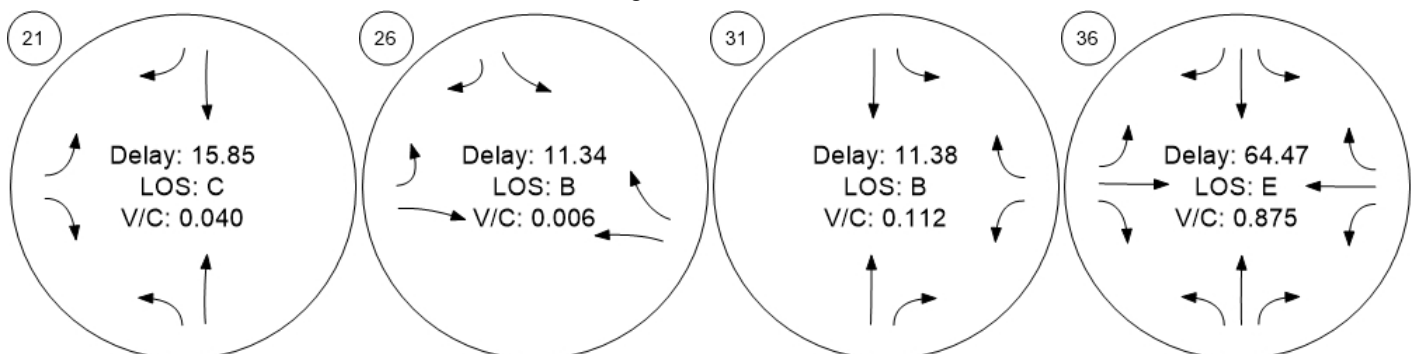 21
Delay: 15.85
LOS: C
V/C: 0.040
26
Delay: 11.34
LOS: B
V/C: 0.006
31
Delay: 11.38
LOS: B
V/C: 0.112
36
Delay: 64.47
LOS: E
V/C: 0.875